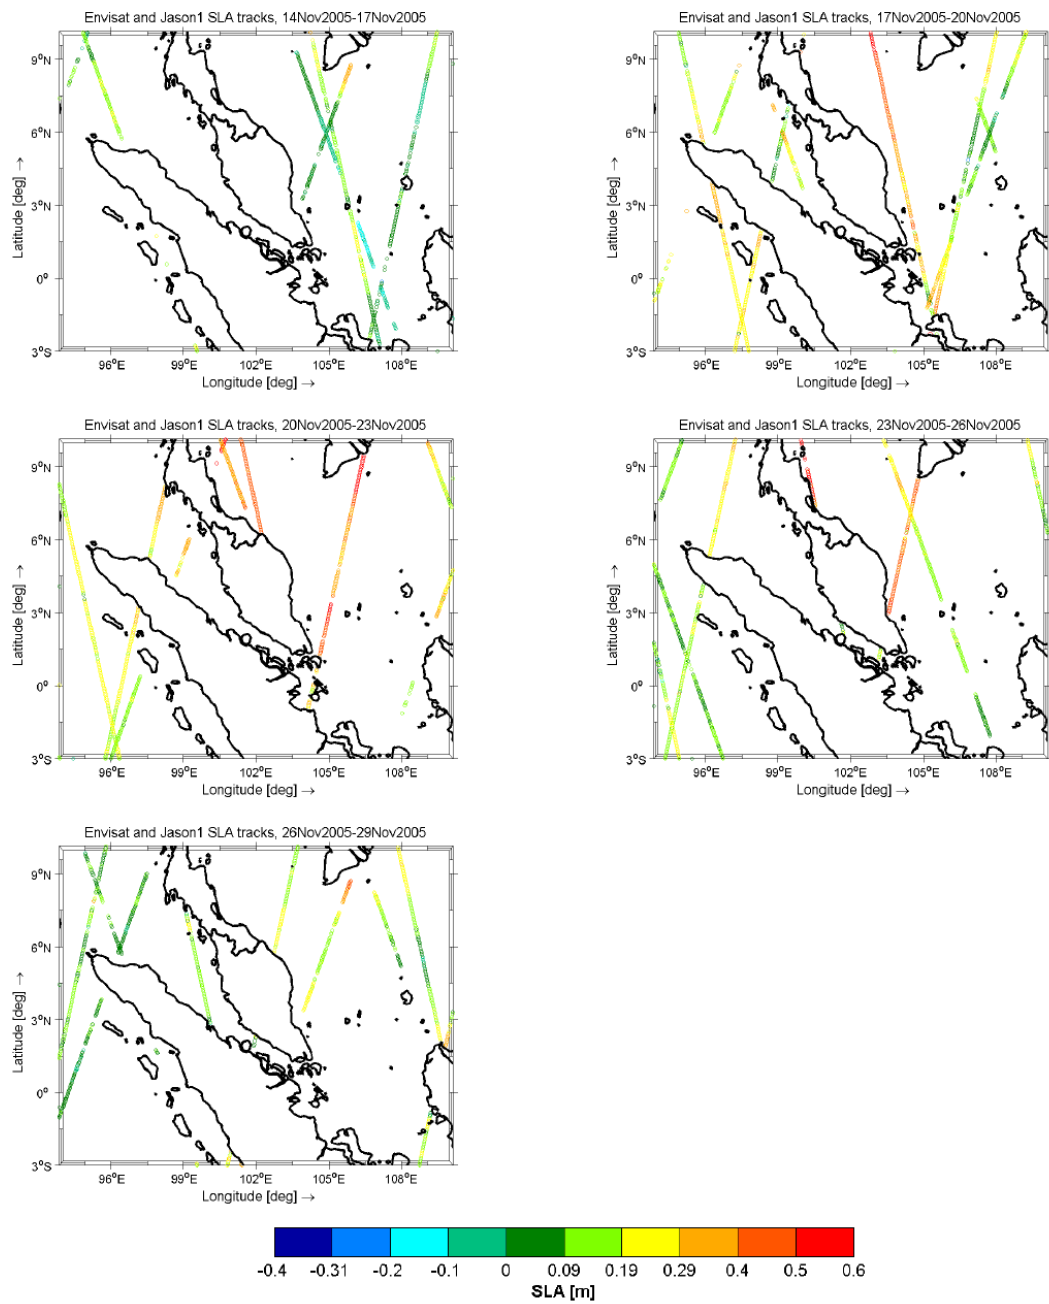 Envisat and Jason1 SLA tracks, 14Nov2005-17Nov2005
9°N
6°N
3°N
0°
3°S
Latitude [deg] →
96°E 99°E 102°E 105°E 108°E
Longitude [deg] →
Envisat and Jason1 SLA tracks, 17Nov2005-20Nov2005
9°N
6°N
3°N
0°
3°S
Latitude [deg] →
96°E 99°E 102°E 105°E 108°E
Longitude [deg] →
Envisat and Jason1 SLA tracks, 20Nov2005-23Nov2005
9°N
6°N
3°N
0°
3°S
Latitude [deg] →
96°E 99°E 102°E 105°E 108°E
Longitude [deg] →
Envisat and Jason1 SLA tracks, 23Nov2005-26Nov2005
9°N
6°N
3°N
0°
3°S
Latitude [deg] →
96°E 99°E 102°E 105°E 108°E
Longitude [deg] →
Envisat and Jason1 SLA tracks, 26Nov2005-29Nov2005
9°N
6°N
3°N
0°
3°S
Latitude [deg] →
96°E 99°E 102°E 105°E 108°E
Longitude [deg] →
-0.4 -0.31 -0.2 -0.1 0 0.09 0.19 0.29 0.4 0.5 0.6
SLA [m]